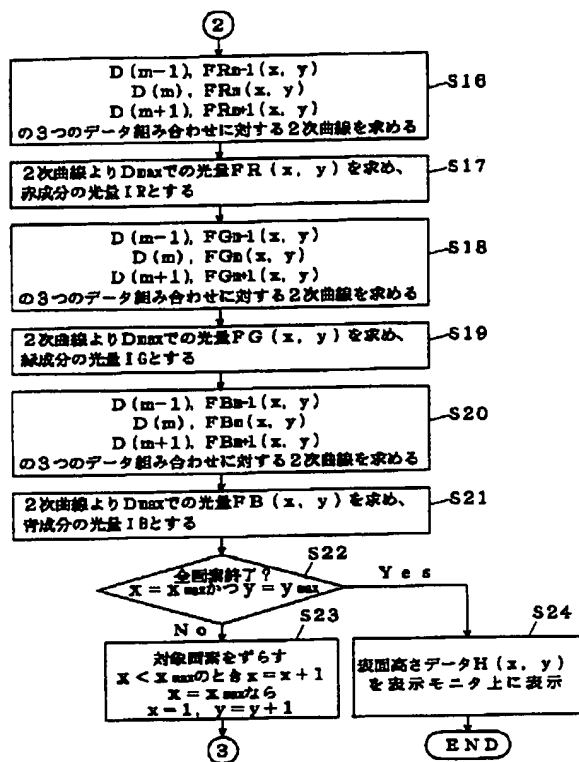 2
D(m-1), FRm-1(x, y)
D(m), FRm(x, y)
D(m+1), FRm+1(x, y)
の3つのデータ組み合わせに対する2次曲線を求める
S16
2次曲線よりDmaxでの光量FR(x, y)を求め、
赤成分の光量IRとする
S17
D(m-1), FGm-1(x, y)
D(m), FGm(x, y)
D(m+1), FGm+1(x, y)
の3つのデータ組み合わせに対する2次曲線を求める
S18
2次曲線よりDmaxでの光量FG(x, y)を求め、
緑成分の光量IGとする
S19
D(m-1), FBm-1(x, y)
D(m), FBm(x, y)
D(m+1), FBm+1(x, y)
の3つのデータ組み合わせに対する2次曲線を求める
S20
2次曲線よりDmaxでの光量FB(x, y)を求め、
青成分の光量IBとする
S21
S22
全画素終了?
x=xmaxかつy=ymax
Yes
No
S23
対象画素をずらす
x<xmaxのときx=x+1
x=xmaxなら
x=1, y=y+1
3
S24
表面高さデータH(x, y)
を表示モニタ上に表示
END